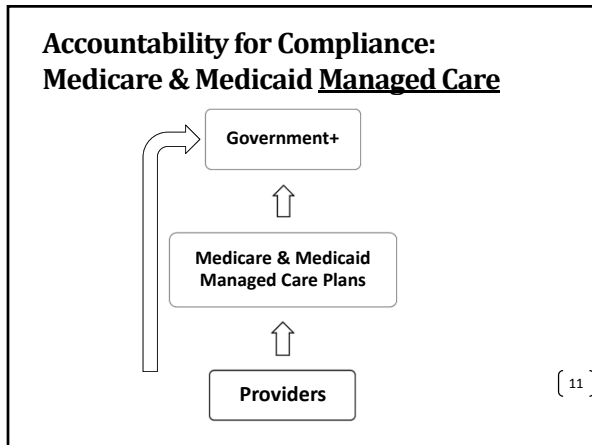 Accountability for Compliance:
Medicare & Medicaid Managed Care
Government+
Medicare & Medicaid
Managed Care Plans
Providers
11